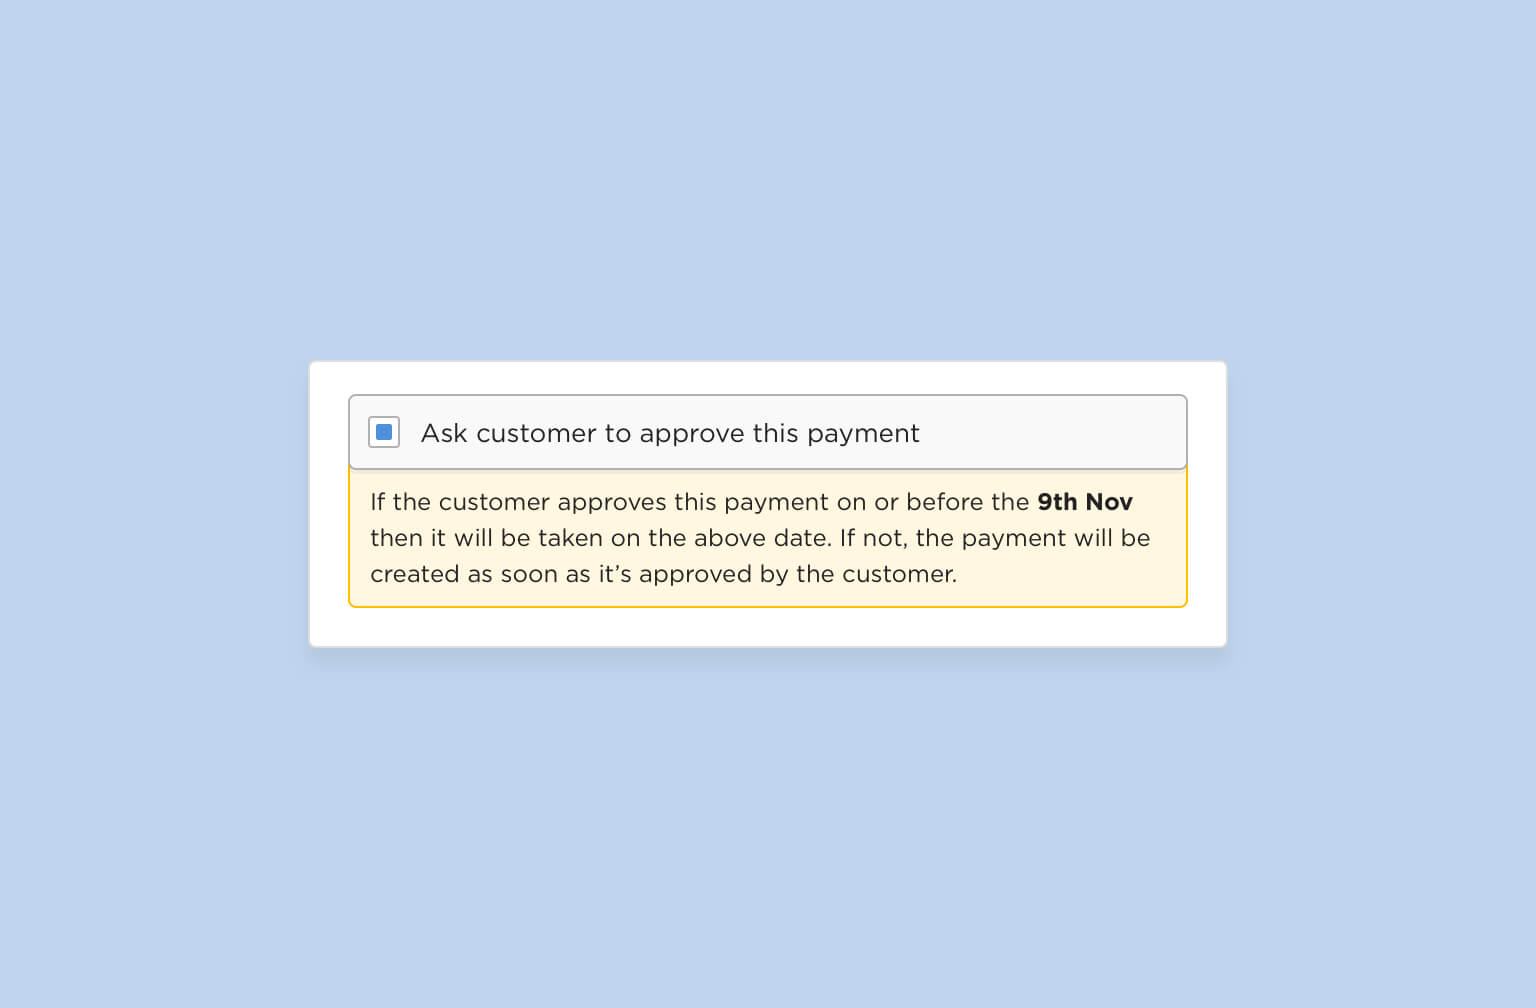 Ask customer to approve this payment
If the customer approves this payment on or before the 9th Nov
then it will be taken on the above date. If not, the payment will be
created as soon as it’s approved by the customer.